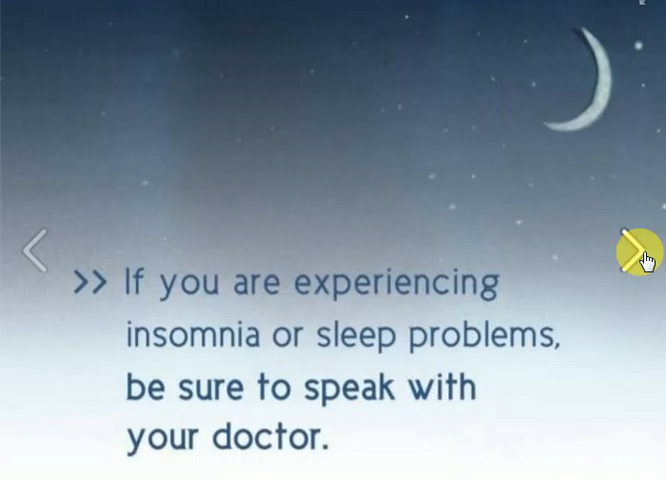 >> If you are experiencing
insomnia or sleep problems,
be sure to speak with
your doctor.